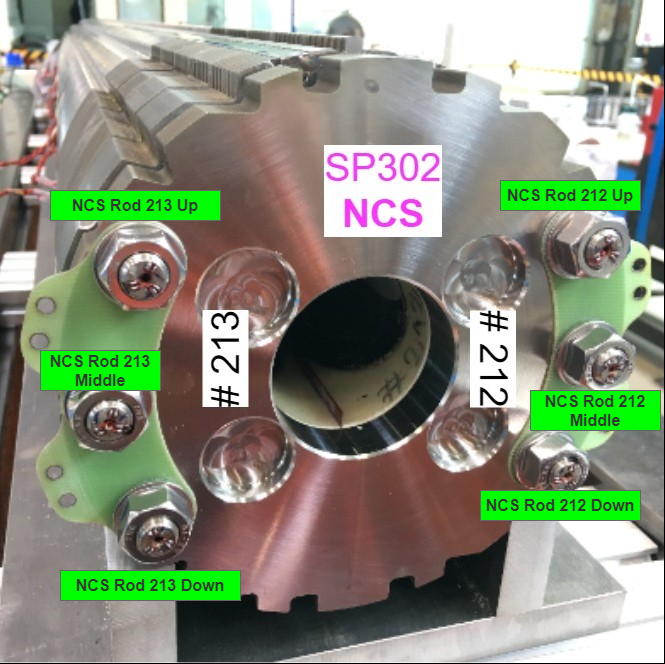 SP302
NCS
NCS Rod 213 Up
NCS Rod 212 Up
# 213
# 212
NCS Rod 213
Middle
NCS Rod 212
Middle
NCS Rod 212 Down
NCS Rod 213 Down